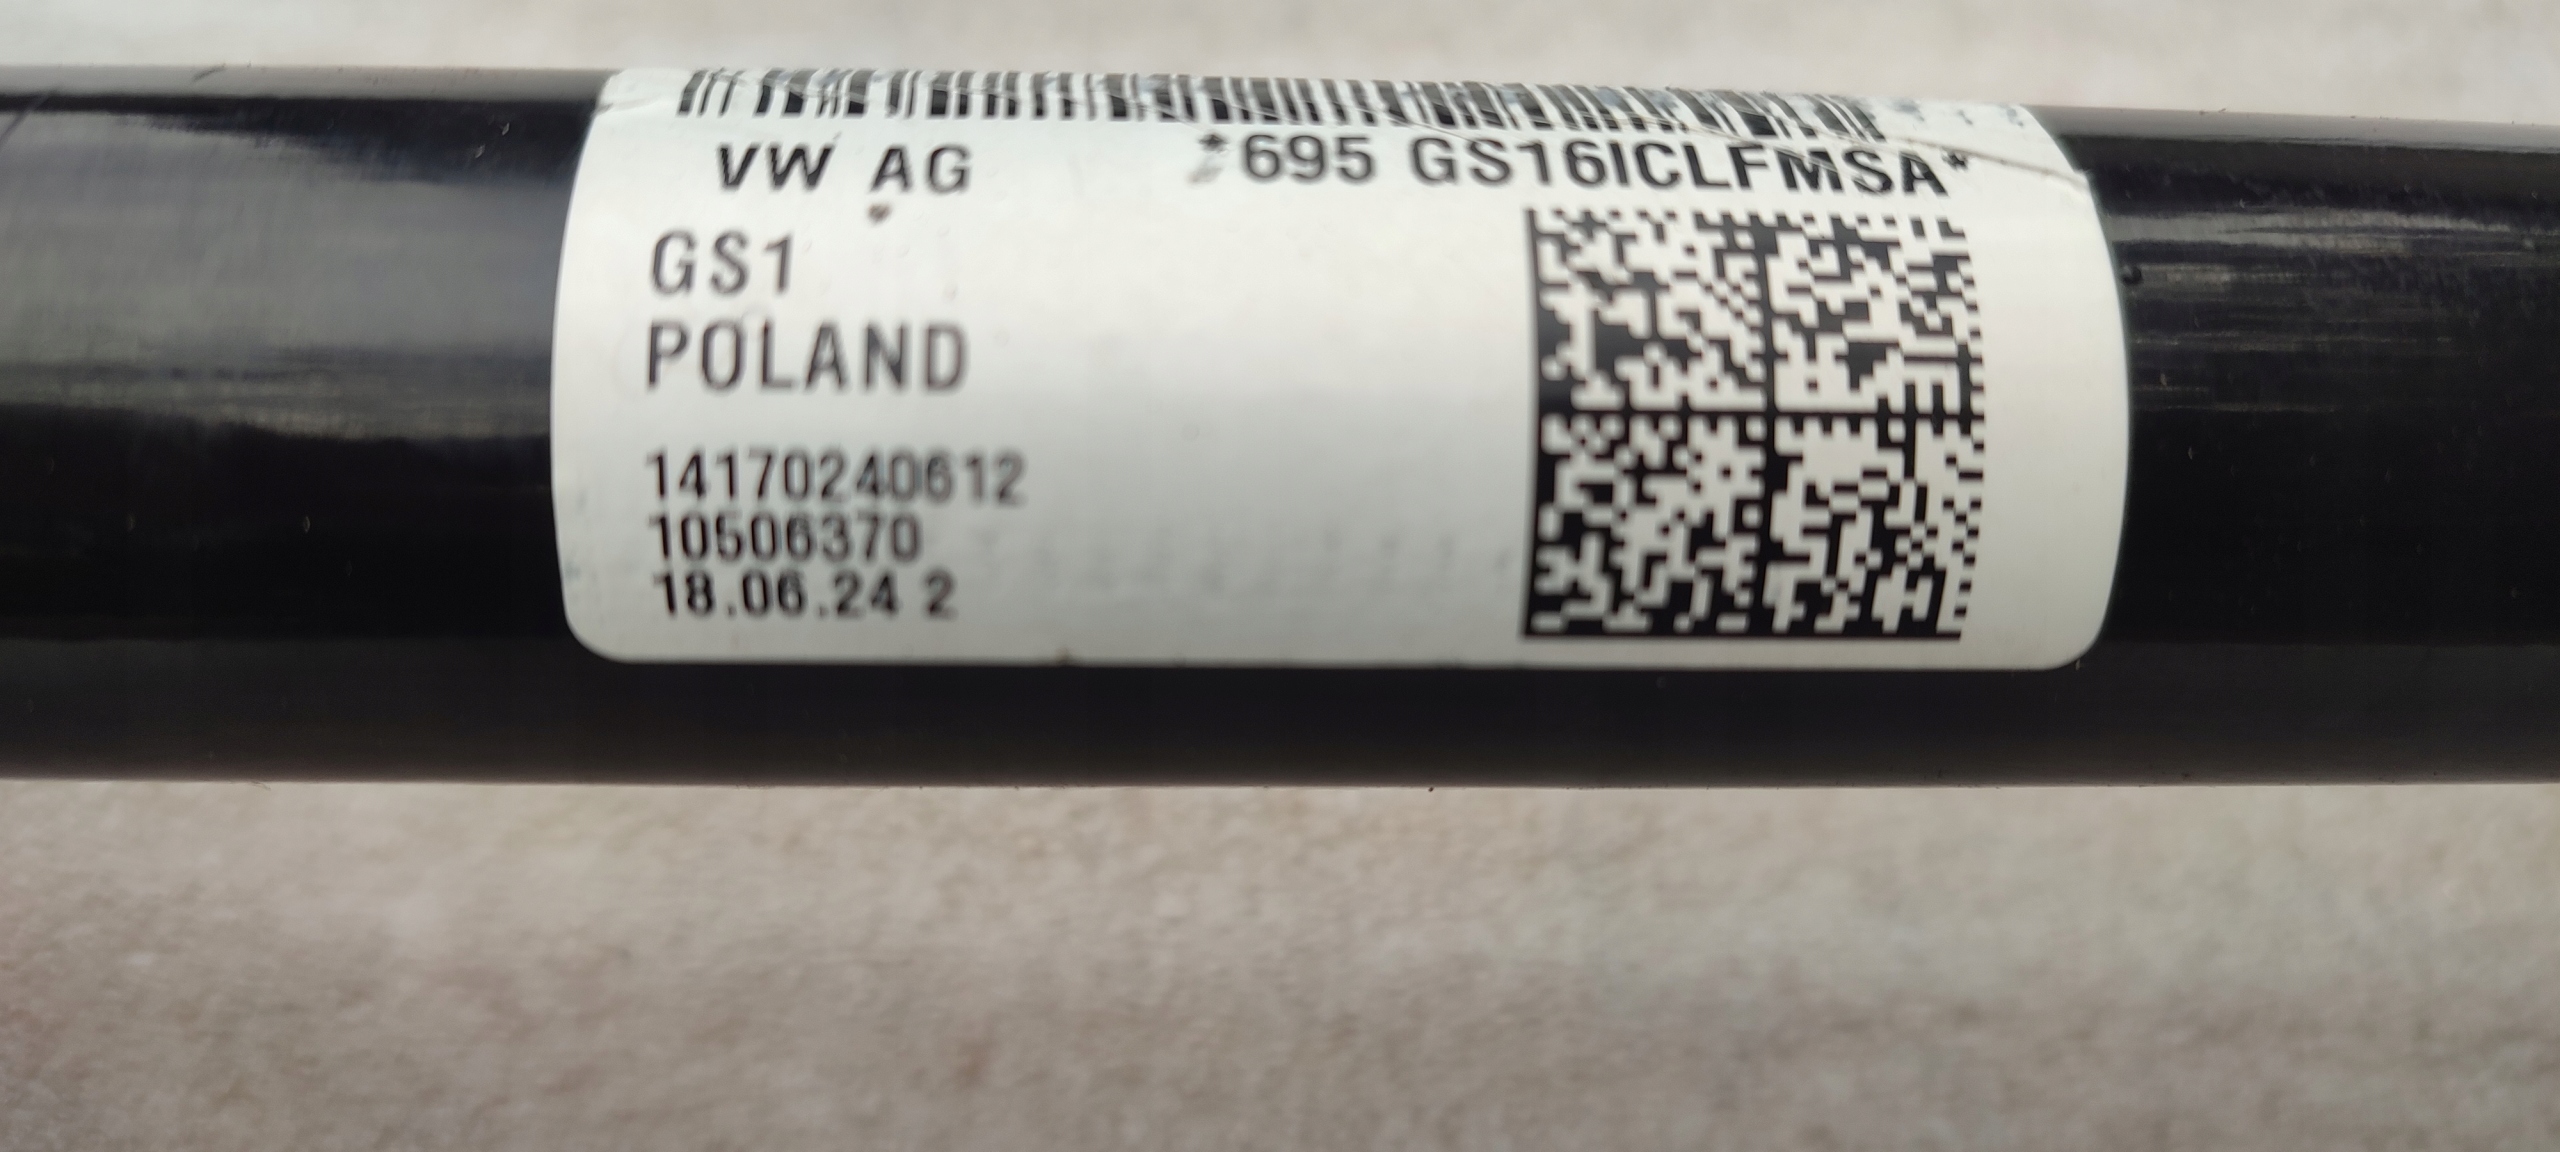 VW AG *695 GS16ICLFMSA*
GS1
POLAND
14170240612
10506370
18.06.24 2